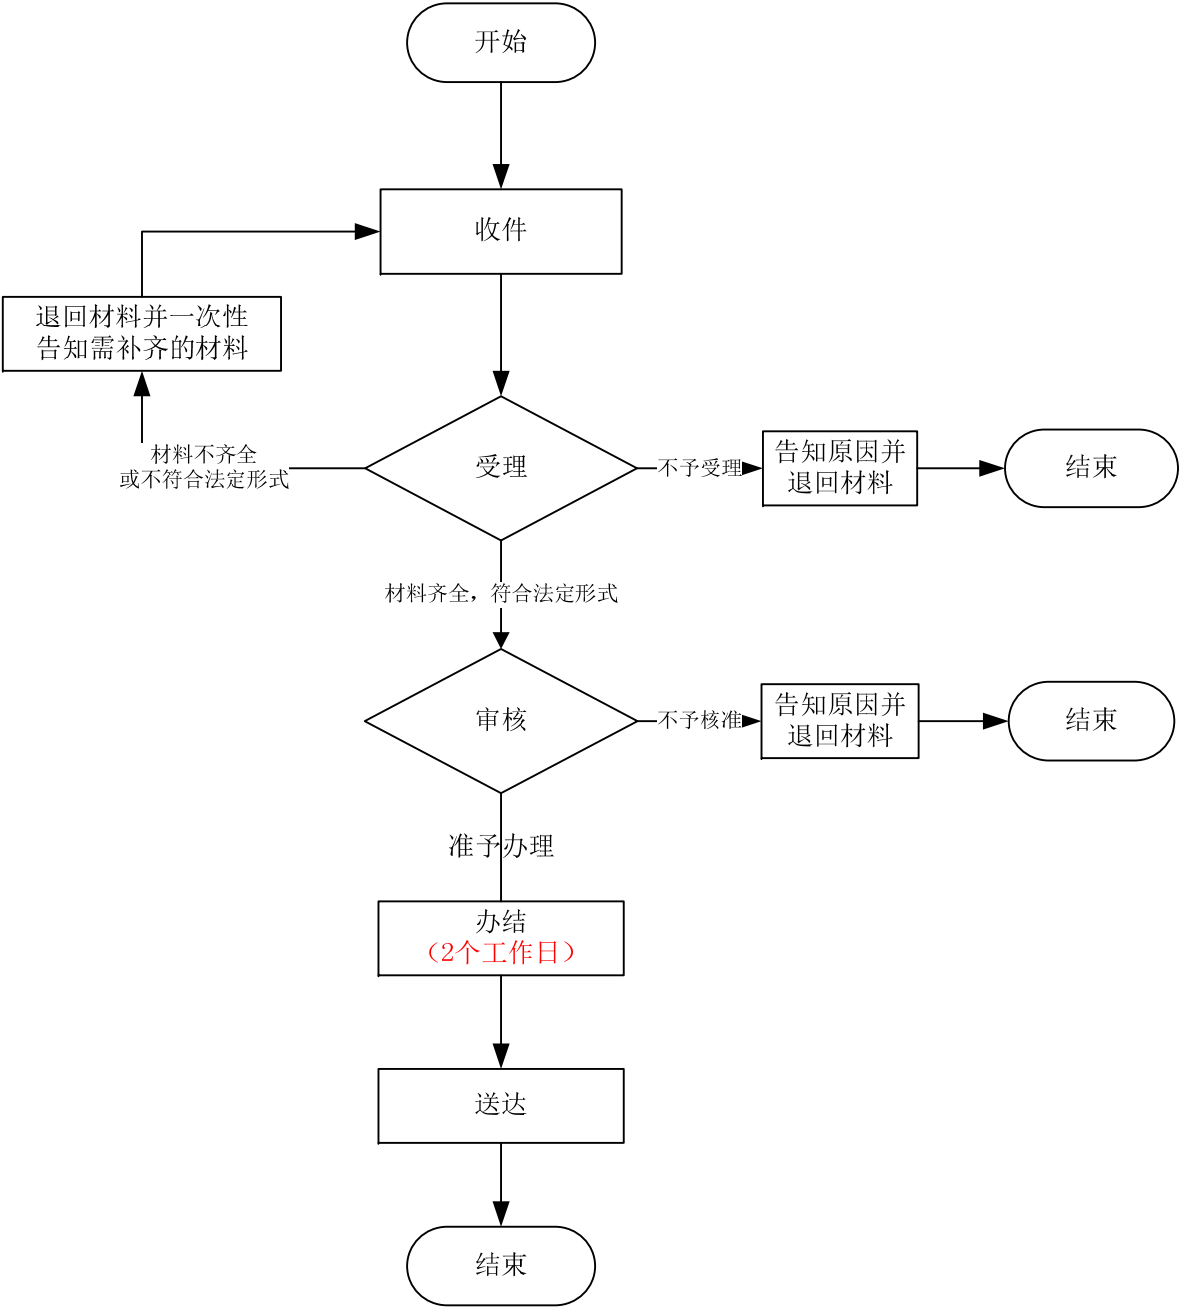 开始
收件
退回材料并一次性
告知需补齐的材料
材料不齐全
或不符合法定形式
受理
不予受理
告知原因并
退回材料
结束
材料齐全，符合法定形式
审核
不予核准
告知原因并
退回材料
结束
准予办理
办结
（2个工作日）
送达
结束